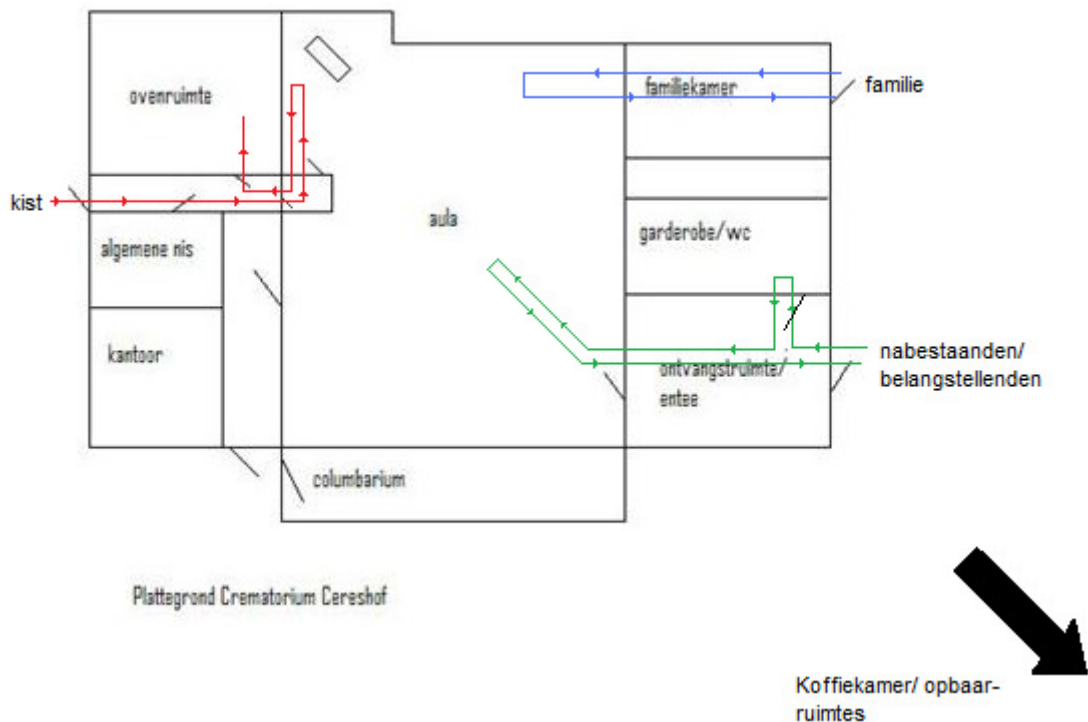 ovenruimte
familiekamer
familie
kist
algemene nis
aula
garderobe/wc
kantoor
nabestaanden/
belangstellenden
ontvangstruimte/
entee
columbarium
Plattegrond Crematorium Cereshof
Koffiekamer/ opbaar-
ruimtes